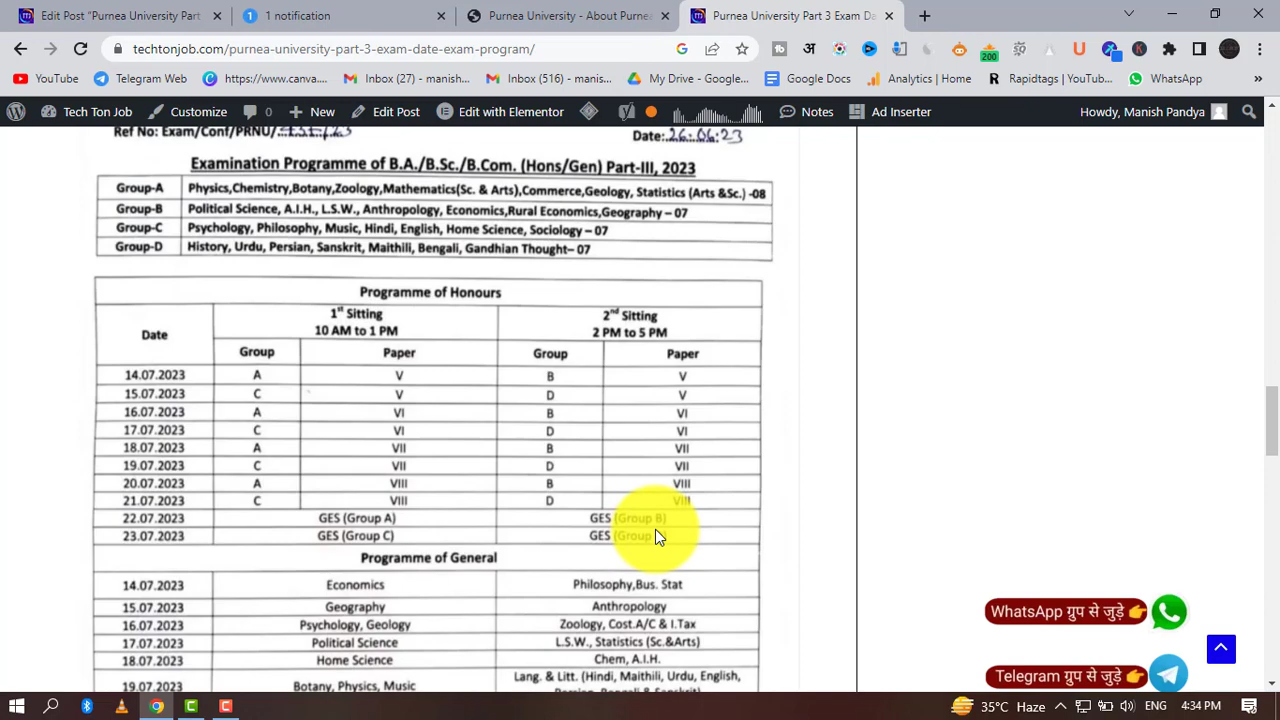 Edit Post “Purnea University Part
1 notification
Purnea University - About Purnea
Purnea University Part 3 Exam Da
techtonjob.com/purnea-university-part-3-exam-date-exam-program/
अ
200
YouTube
Telegram Web
https://www.canva....
Inbox (27) - manish...
Inbox (516) - manis...
My Drive - Google...
Google Docs
Analytics | Home
Rapidtags | YouTub...
WhatsApp
Tech Ton Job
Customize
0
New
Edit Post
Edit with Elementor
Notes
Ad Inserter
Howdy, Manish Pandya
Ref No: Exam/Conf/PRNU/
Date: 26.06.23
Examination Programme of B.A./B.Sc./B.Com. (Hons/Gen) Part-III, 2023
Group-A Physics,Chemistry,Botany,Zoology,Mathematics(Sc. & Arts),Commerce,Geology, Statistics (Arts &Sc.) -08
Group-B Political Science, A.I.H., L.S.W., Anthropology, Economics,Rural Economics,Geography – 07
Group-C Psychology, Philosophy, Music, Hindi, English, Home Science, Sociology – 07
Group-D History, Urdu, Persian, Sanskrit, Maithili, Bengali, Gandhian Thought– 07
Programme of Honours
Date
1st Sitting
10 AM to 1 PM
2nd Sitting
2 PM to 5 PM
Group Paper Group Paper
14.07.2023 A V B V
15.07.2023 C V D V
16.07.2023 A VI B VI
17.07.2023 C VI D VI
18.07.2023 A VII B VII
19.07.2023 C VII D VII
20.07.2023 A VIII B VIII
21.07.2023 C VIII D VIII
22.07.2023 GES (Group A) GES (Group B)
23.07.2023 GES (Group C) GES (Group
Programme of General
14.07.2023 Economics Philosophy,Bus. Stat
15.07.2023 Geography Anthropology
16.07.2023 Psychology, Geology Zoology, Cost.A/C & I.Tax
17.07.2023 Political Science L.S.W., Statistics (Sc.&Arts)
18.07.2023 Home Science Chem, A.I.H.
19.07.2023 Botany, Physics, Music Lang. & Litt. (Hindi, Maithili, Urdu, English,
WhatsApp ग्रुप से जुड़े 👉
Telegram ग्रुप से जुड़े 👉
35°C Haze
ENG
4:34 PM